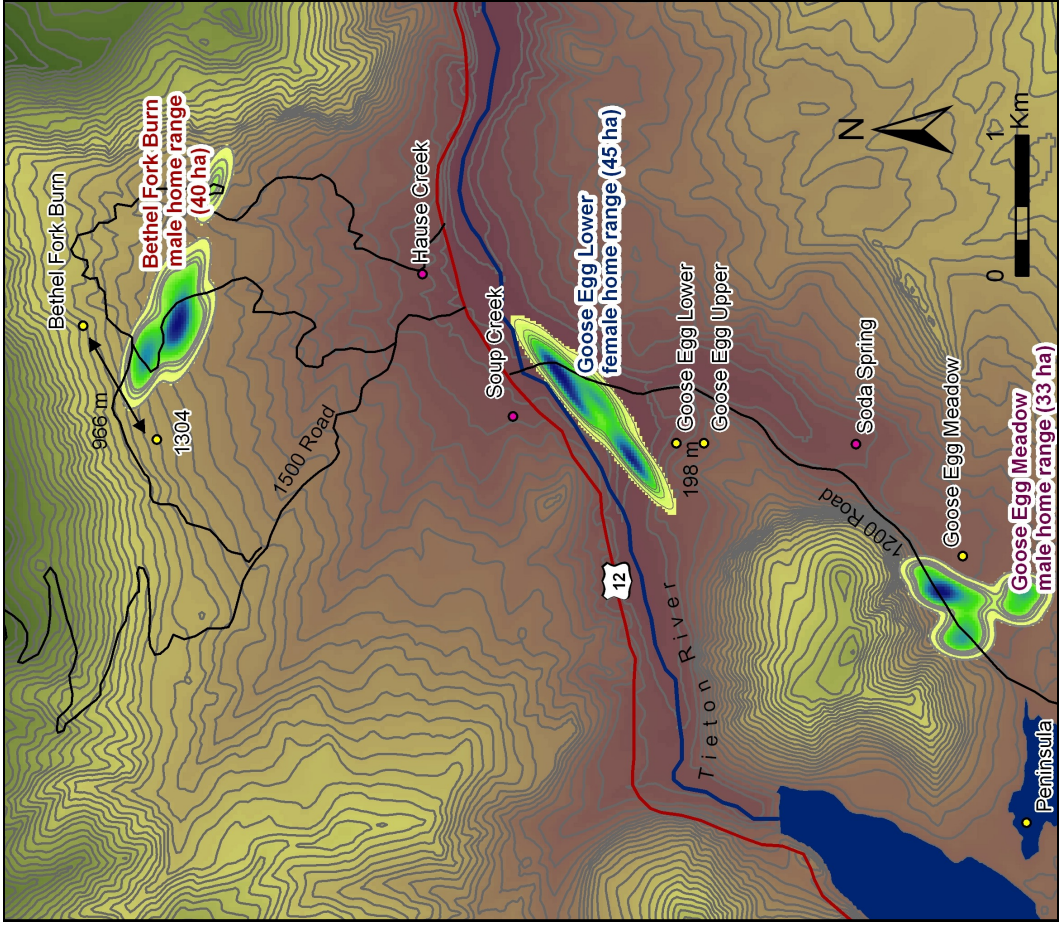 Bethel Fork Burn
Bethel Fork Burn
male home range
(40 ha)
966 m
1304
1500 Road
Hause Creek
Soup Creek
Goose Egg Lower
female home range (45 ha)
Goose Egg Lower
Goose Egg Upper
198 m
12
Tieton River
1200 Road
Soda Spring
Goose Egg Meadow
Goose Egg Meadow
male home range (33 ha)
Peninsula
N
0 1
Km